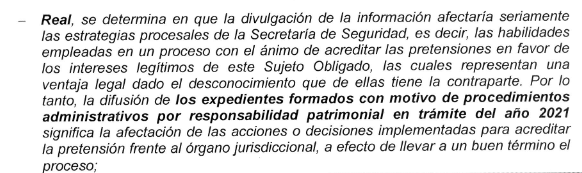 – Real, se determina en que la divulgación de la información afectaría seriamente
las estrategias procesales de la Secretaría de Seguridad, es decir, las habilidades
empleadas en un proceso con el ánimo de acreditar las pretensiones en favor de
los intereses legítimos de este Sujeto Obligado, las cuales representan una
ventaja legal dado el desconocimiento que de ellas tiene la contraparte. Por lo
tanto, la difusión de los expedientes formados con motivo de procedimientos
administrativos por responsabilidad patrimonial en trámite del año 2021
significa la afectación de las acciones o decisiones implementadas para acreditar
la pretensión frente al órgano jurisdiccional, a efecto de llevar a un buen término el
proceso;